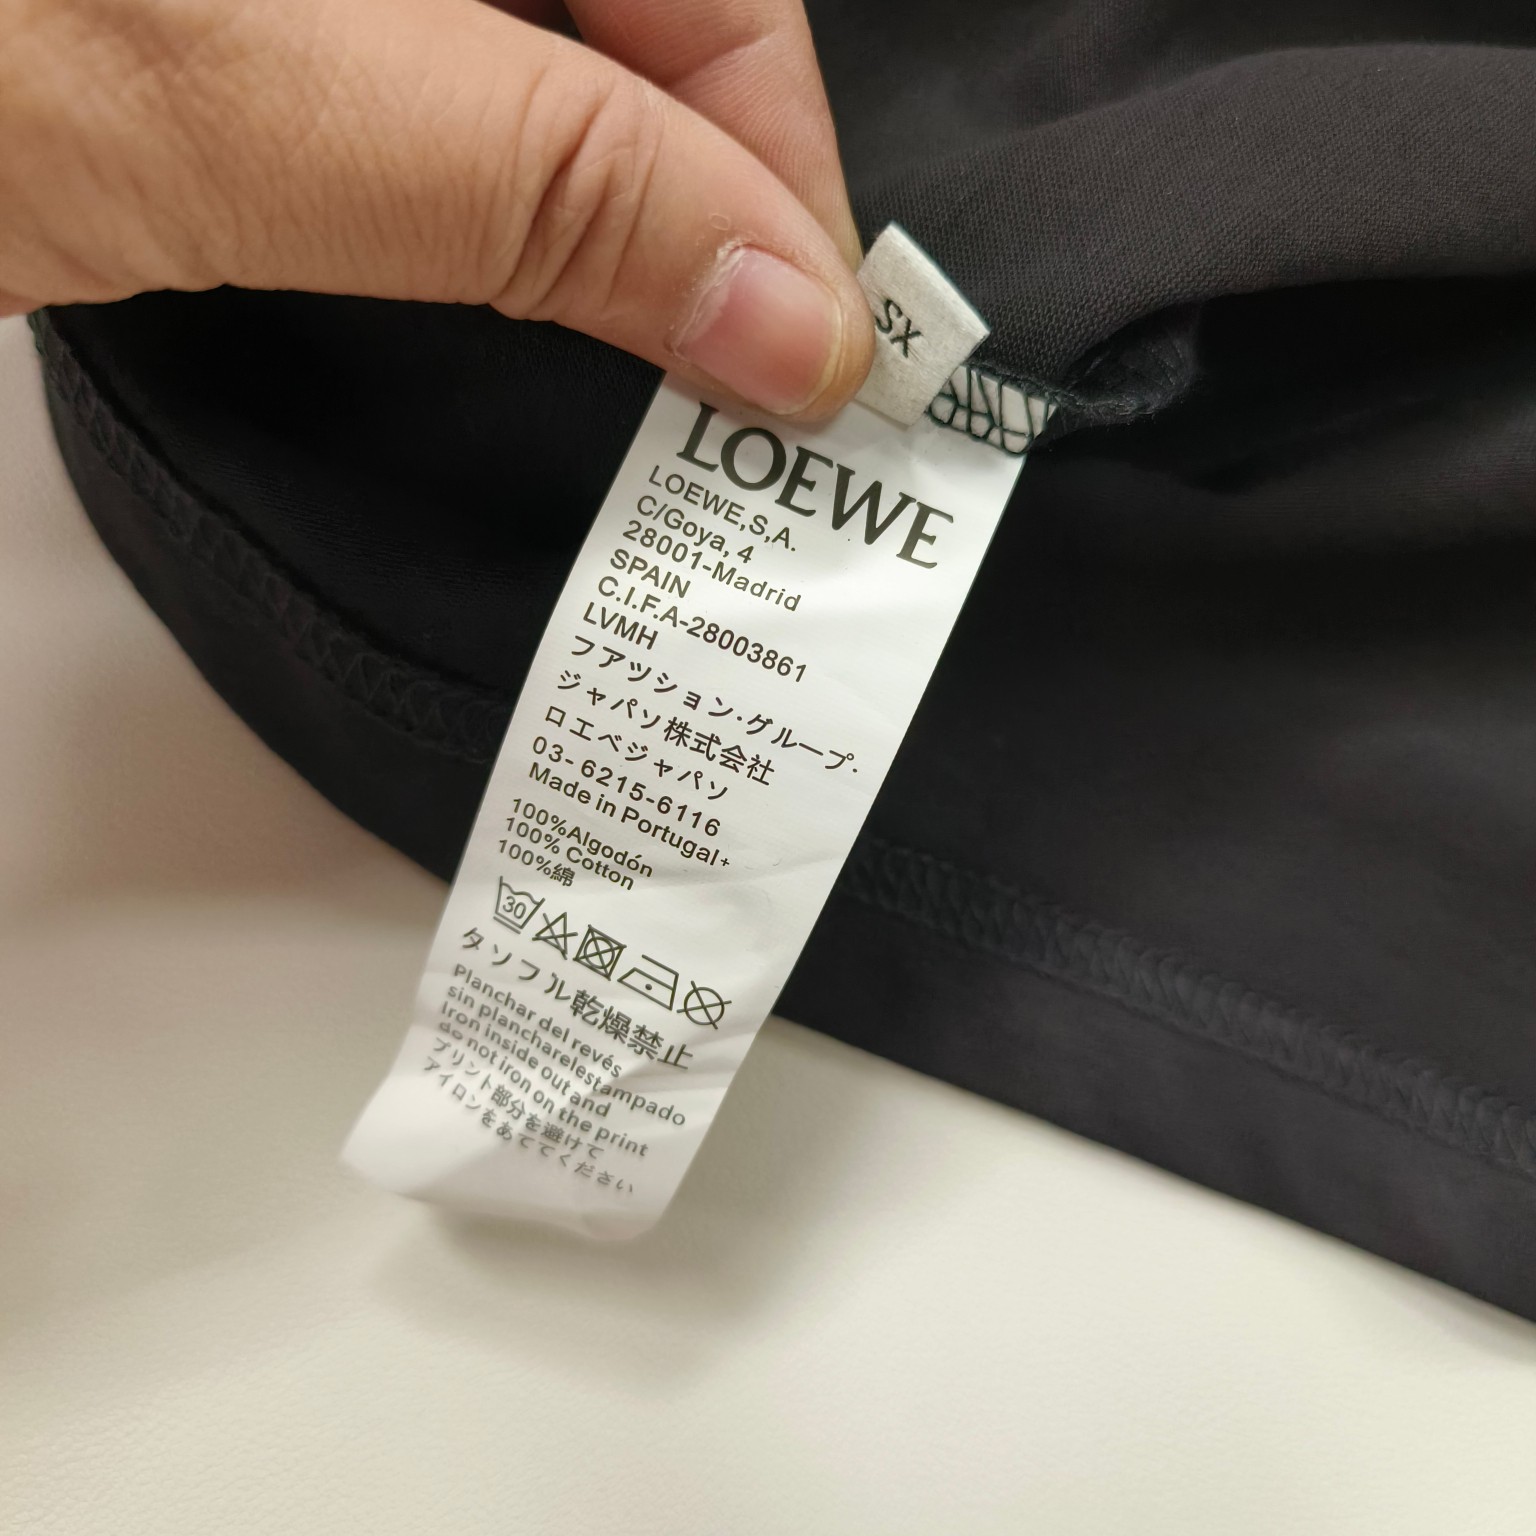 XS
LOEWE
LOEWE,S,A.
C/Goya, 4
28001-Madrid
SPAIN
C.I.F.A-28003861
LVMH
フアッション·グループ·
ジャパソ株式会社
ロエベジャパソ
03-6215-6116
Made in Portugal+
100%Algodón
100% Cotton
100%綿
30
タソフル乾燥禁止
Planchar del revés
sin plancharelestampado
Iron inside out and
do not iron on the print
プリント部分を避けて
アイロンをあててください